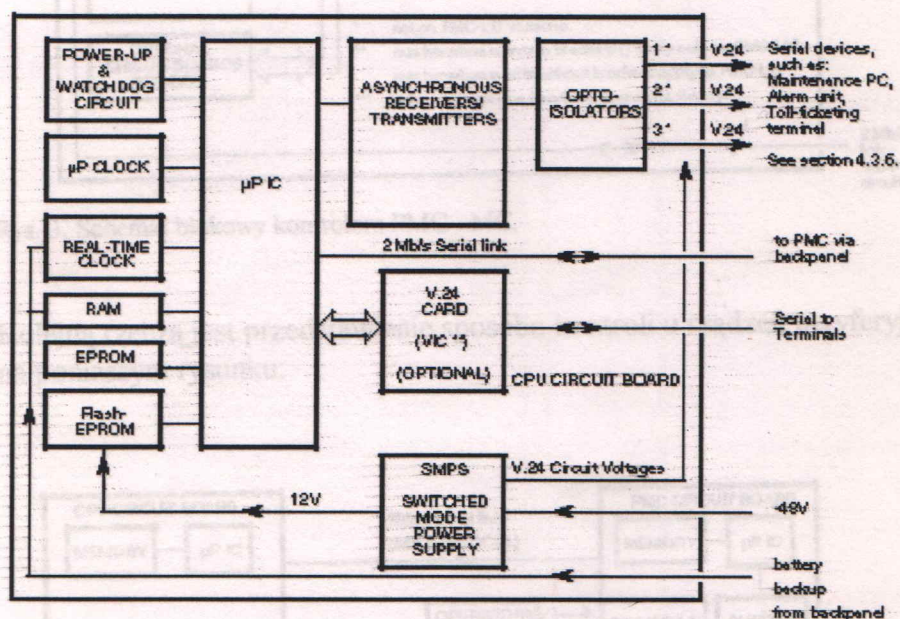 POWER-UP
&
WATCHDOG
CIRCUIT
µP CLOCK
REAL-TIME
CLOCK
RAM
EPROM
Flash-
EPROM
µP IC
ASYNCHRONOUS
RECEIVERS/
TRANSMITTERS
OPTO-
ISOLATORS
1 *
V.24
2 *
V.24
3 *
V.24
Serial devices,
such as:
Maintenance PC,
Alarm unit,
Toll-ticketing
terminal
See section 4.3.6.
2 Mb/s Serial link
to PMC via
backpanel
V.24
CARD
(VIC **)
(OPTIONAL)
Serial to
Terminals
CPU CIRCUIT BOARD
SMPS
SWITCHED
MODE
POWER
SUPPLY
V.24 Circuit Voltages
12V
-48V
battery
backup
from backpanel